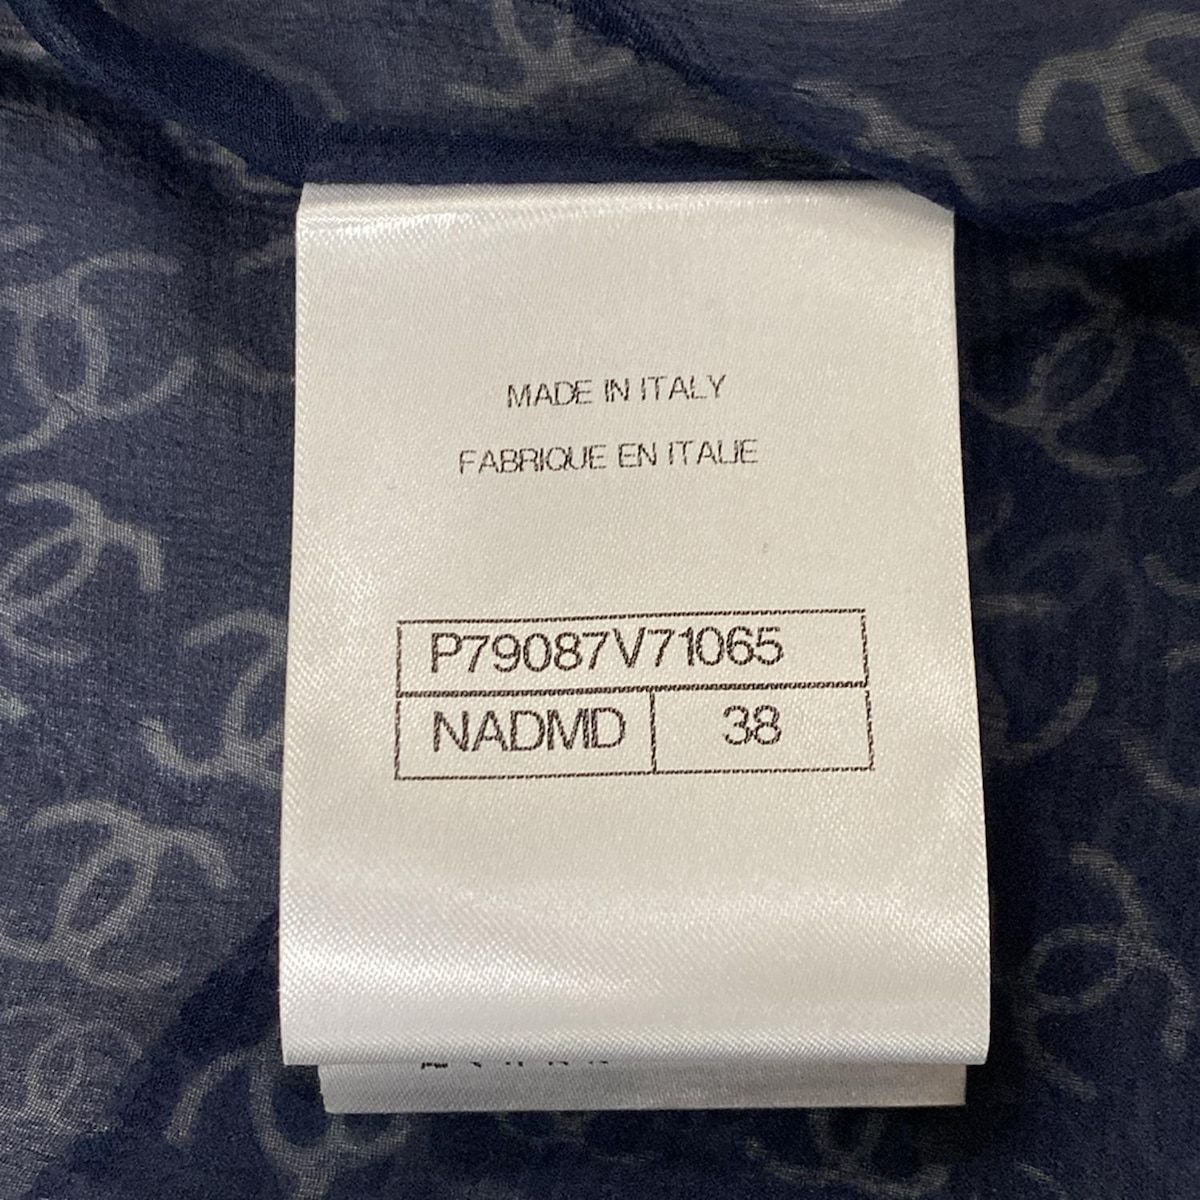 MADE IN ITALY
FABRIQUE EN ITALIE
P79087V71065
NADMD 38